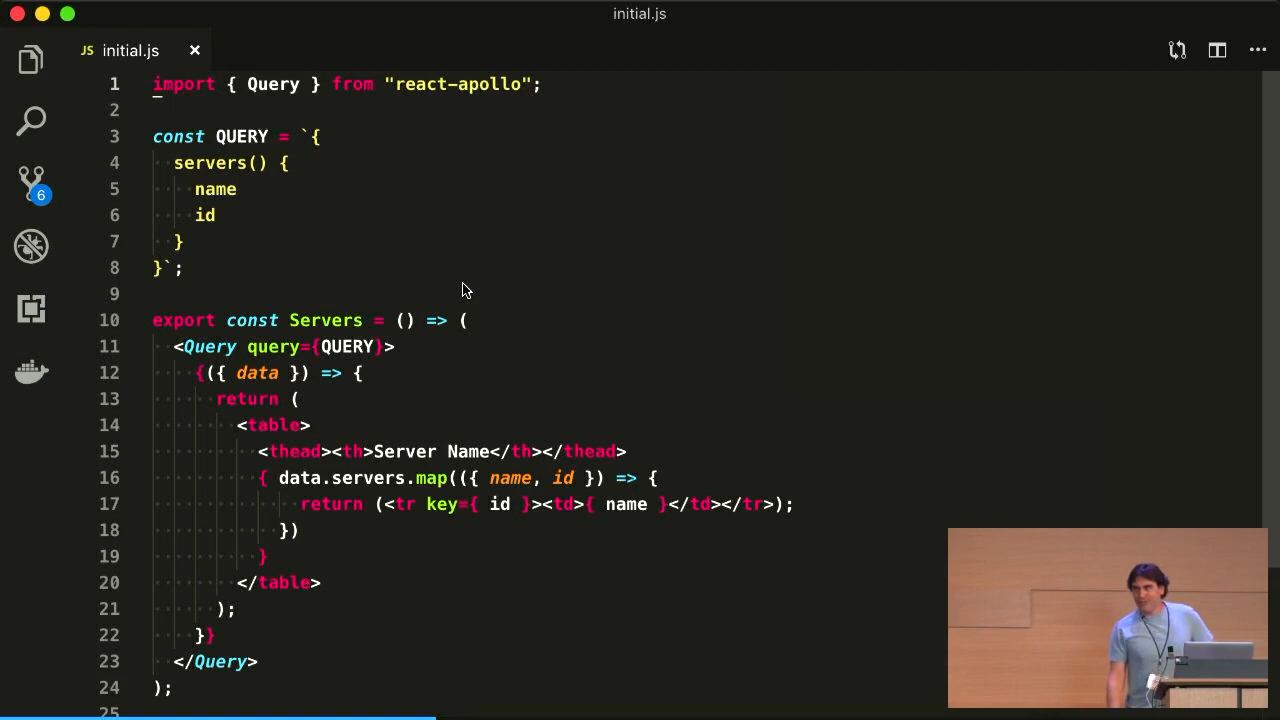 initial.js
JS initial.js
6
1 import { Query } from "react-apollo";
2
3 const QUERY = `{
4 servers() {
5 name
6 id
7 }
8 }`;
9
10 export const Servers = () => (
11 <Query query={QUERY}>
12 {({ data }) => {
13 return (
14 <table>
15 <thead><th>Server Name</th></thead>
16 { data.servers.map(({ name, id }) => {
17 return (<tr key={ id }><td>{ name }</td></tr>);
18 })
19 }
20 </table>
21 );
22 }}
23 </Query>
24 );
25